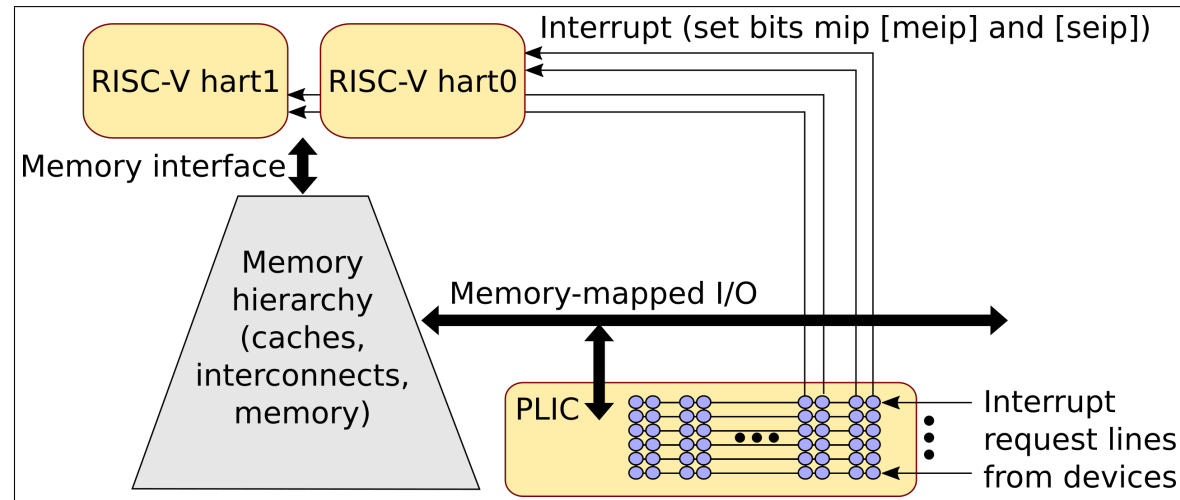 Interrupt (set bits mip [meip] and [seip])
RISC-V hart1
RISC-V hart0
Memory interface
Memory
hierarchy
(caches,
interconnects,
memory)
Memory-mapped I/O
PLIC
Interrupt
request lines
from devices